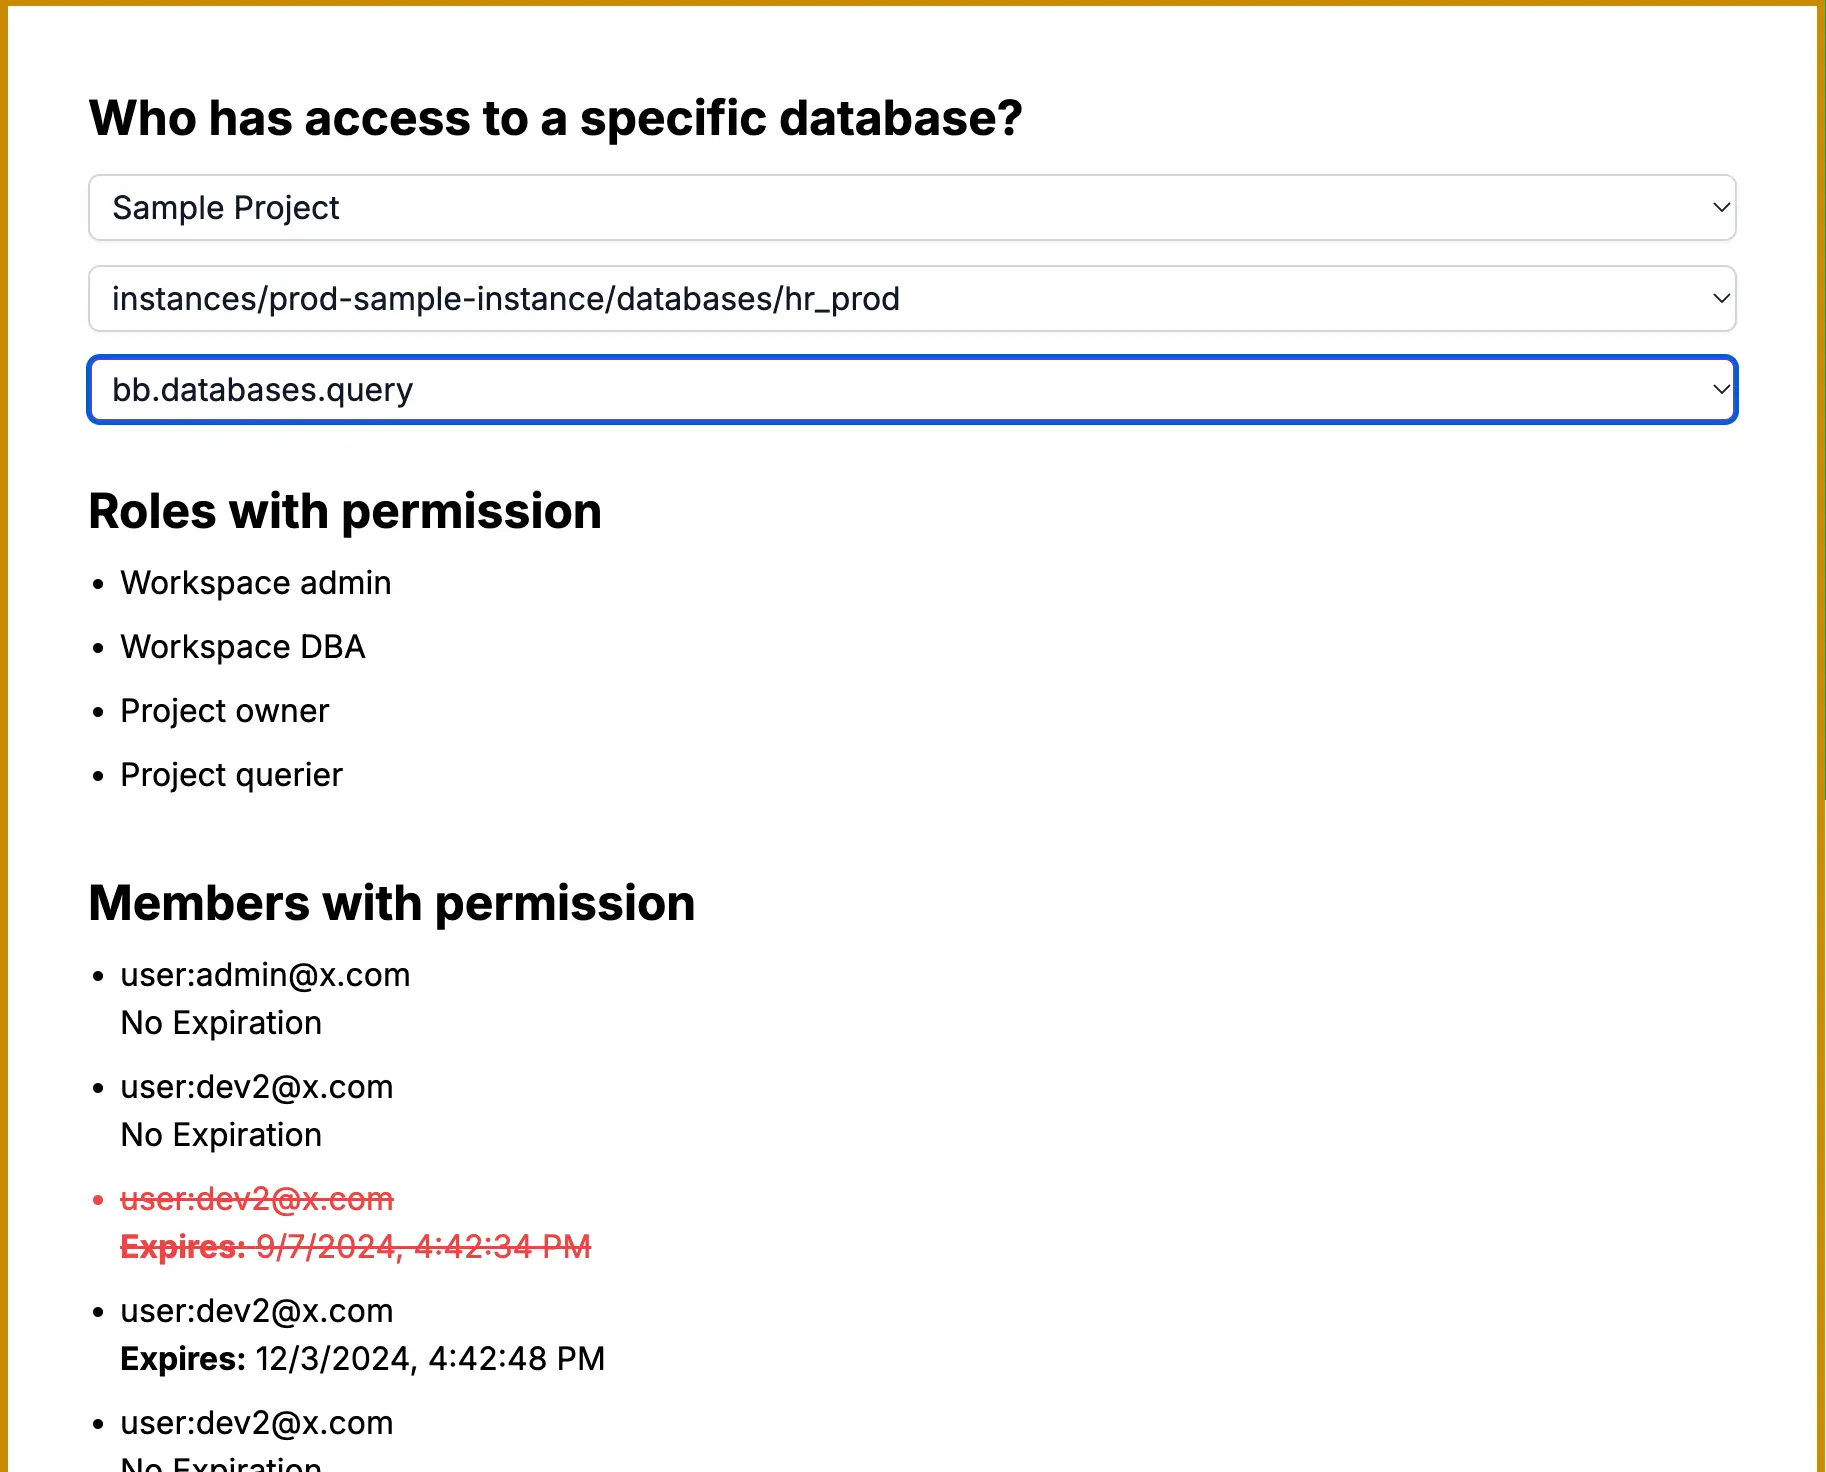 Who has access to a specific database?
Sample Project
instances/prod-sample-instance/databases/hr_prod
bb.databases.query
Roles with permission
Workspace admin
Workspace DBA
Project owner
Project querier
Members with permission
user:admin@x.com
No Expiration
user:dev2@x.com
No Expiration
user:dev2@x.com
Expires: 9/7/2024, 4:42:34 PM
user:dev2@x.com
Expires: 12/3/2024, 4:42:48 PM
user:dev2@x.com
No Expiration